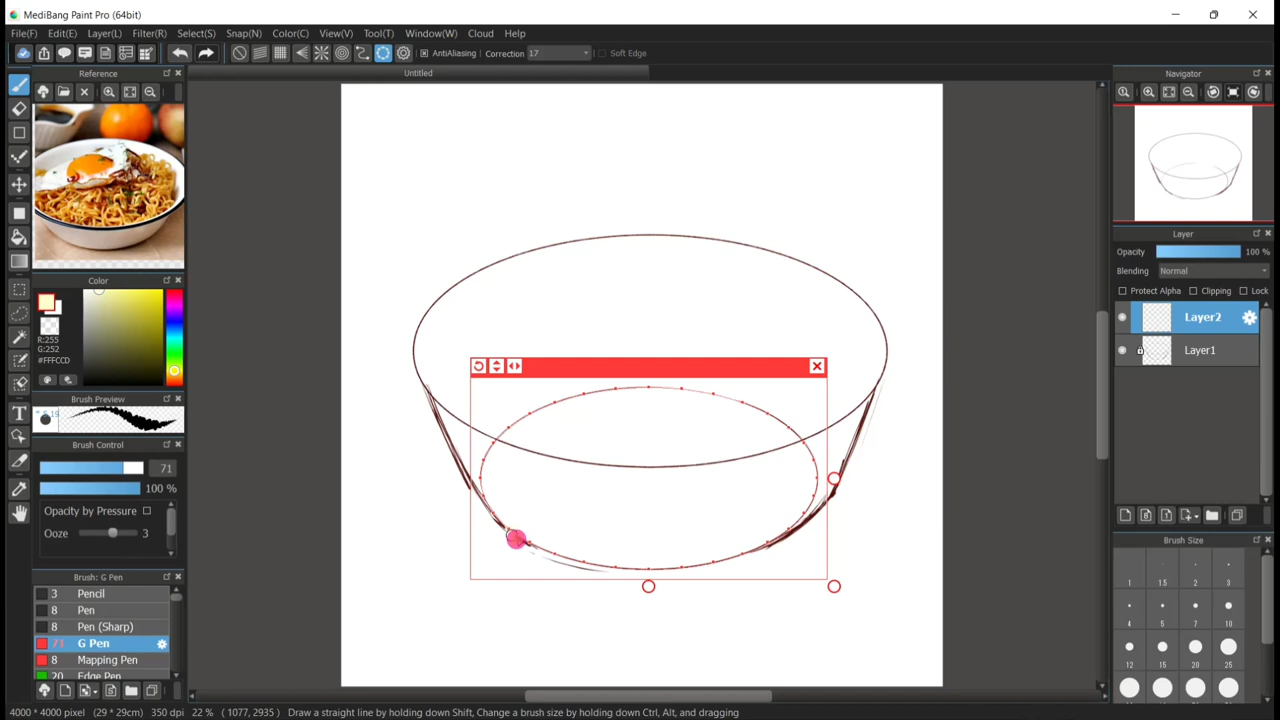 MediBang Paint Pro (64bit)
File(F) Edit(E) Layer(L) Filter(R) Select(S) Snap(N) Color(C) View(V) Tool(T) Window(W) Cloud Help
AntiAliasing Correction 17 Soft Edge
Reference
Untitled
Navigator
Color
R:255
G:252
#FFFCCD
Brush Preview
Brush Control
71
100 %
Opacity by Pressure
Ooze 3
Brush: G Pen
3 Pencil
8 Pen
8 Pen (Sharp)
71 G Pen
8 Mapping Pen
20 Edge Pen
Layer
Opacity 100 %
Blending Normal
Protect Alpha Clipping Lock
Layer2
Layer1
Brush Size
1 1.5 2 3
4 5 7 10
12 15 20 25
4000 * 4000 pixel (29 * 29cm) 350 dpi 22 % ( 1077, 2935 ) Draw a straight line by holding down Shift, Change a brush size by holding down Ctrl, Alt, and dragging